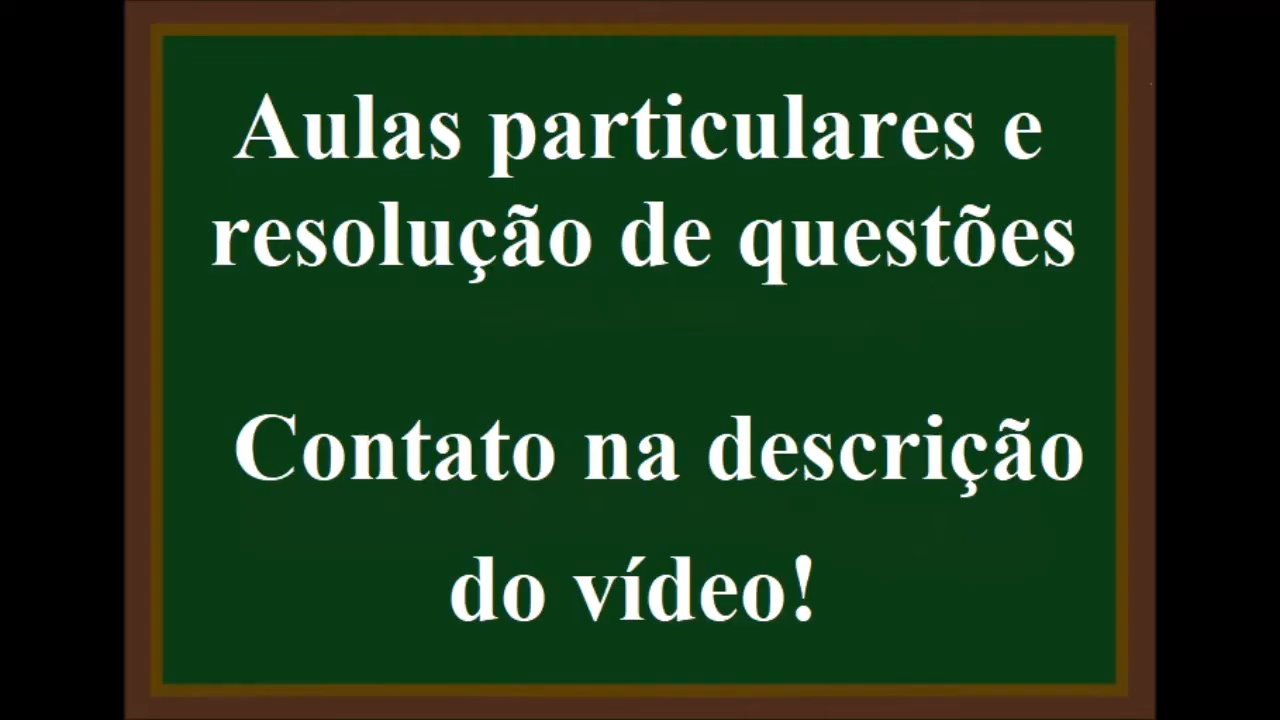 Aulas particulares e
resolução de questões
Contato na descrição
do vídeo!